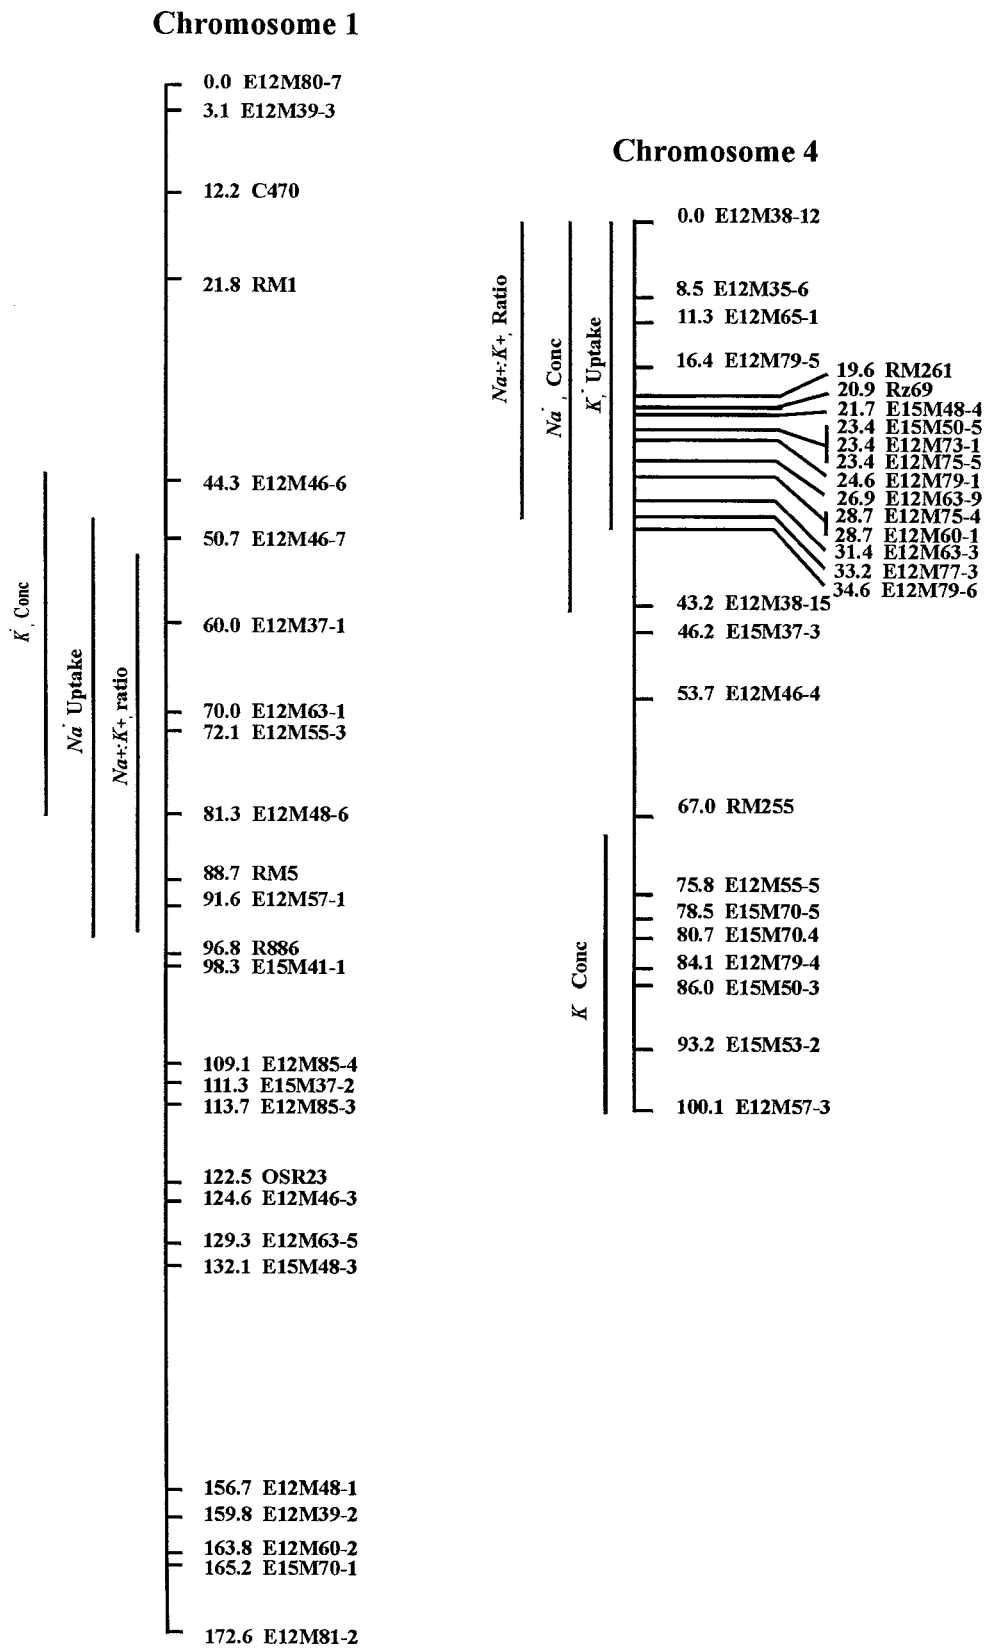 Chromosome 1
0.0 E12M80-7
3.1 E12M39-3
12.2 C470
21.8 RM1
44.3 E12M46-6
50.7 E12M46-7
60.0 E12M37-1
70.0 E12M63-1
72.1 E12M55-3
81.3 E12M48-6
88.7 RM5
91.6 E12M57-1
96.8 R886
98.3 E15M41-1
109.1 E12M85-4
111.3 E15M37-2
113.7 E12M85-3
122.5 OSR23
124.6 E12M46-3
129.3 E12M63-5
132.1 E15M48-3
156.7 E12M48-1
159.8 E12M39-2
163.8 E12M60-2
165.2 E15M70-1
172.6 E12M81-2
K+, Conc
Na+ Uptake
Na+:K+, ratio
Chromosome 4
0.0 E12M38-12
8.5 E12M35-6
11.3 E12M65-1
16.4 E12M79-5
19.6 RM261
20.9 Rz69
21.7 E15M48-4
23.4 E15M50-5
23.4 E12M73-1
23.4 E12M75-5
24.6 E12M79-1
26.9 E12M63-9
28.7 E12M75-4
28.7 E12M60-1
31.4 E12M63-3
33.2 E12M77-3
34.6 E12M79-6
43.2 E12M38-15
46.2 E15M37-3
53.7 E12M46-4
67.0 RM255
75.8 E12M55-5
78.5 E15M70-5
80.7 E15M70.4
84.1 E12M79-4
86.0 E15M50-3
93.2 E15M53-2
100.1 E12M57-3
Na+:K+, Ratio
Na+, Conc
K+, Uptake
K Conc